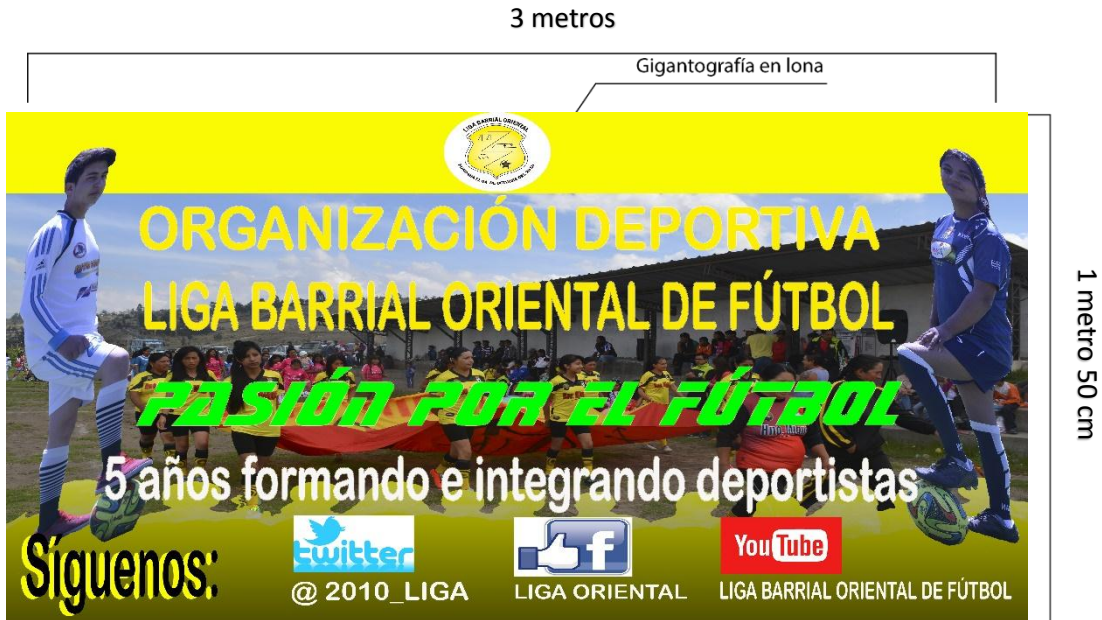 3 metros
Gigantografía en lona
LIGA BARRIAL ORIENTAL
ORGANIZACIÓN DEPORTIVA
LIGA BARRIAL ORIENTAL DE FÚTBOL
PASIÓN POR EL FÚTBOL
5 años formando e integrando deportistas
Síguenos:
twitter
f
You Tube
@ 2010_LIGA
LIGA ORIENTAL
LIGA BARRIAL ORIENTAL DE FÚTBOL
1 metro 50 cm